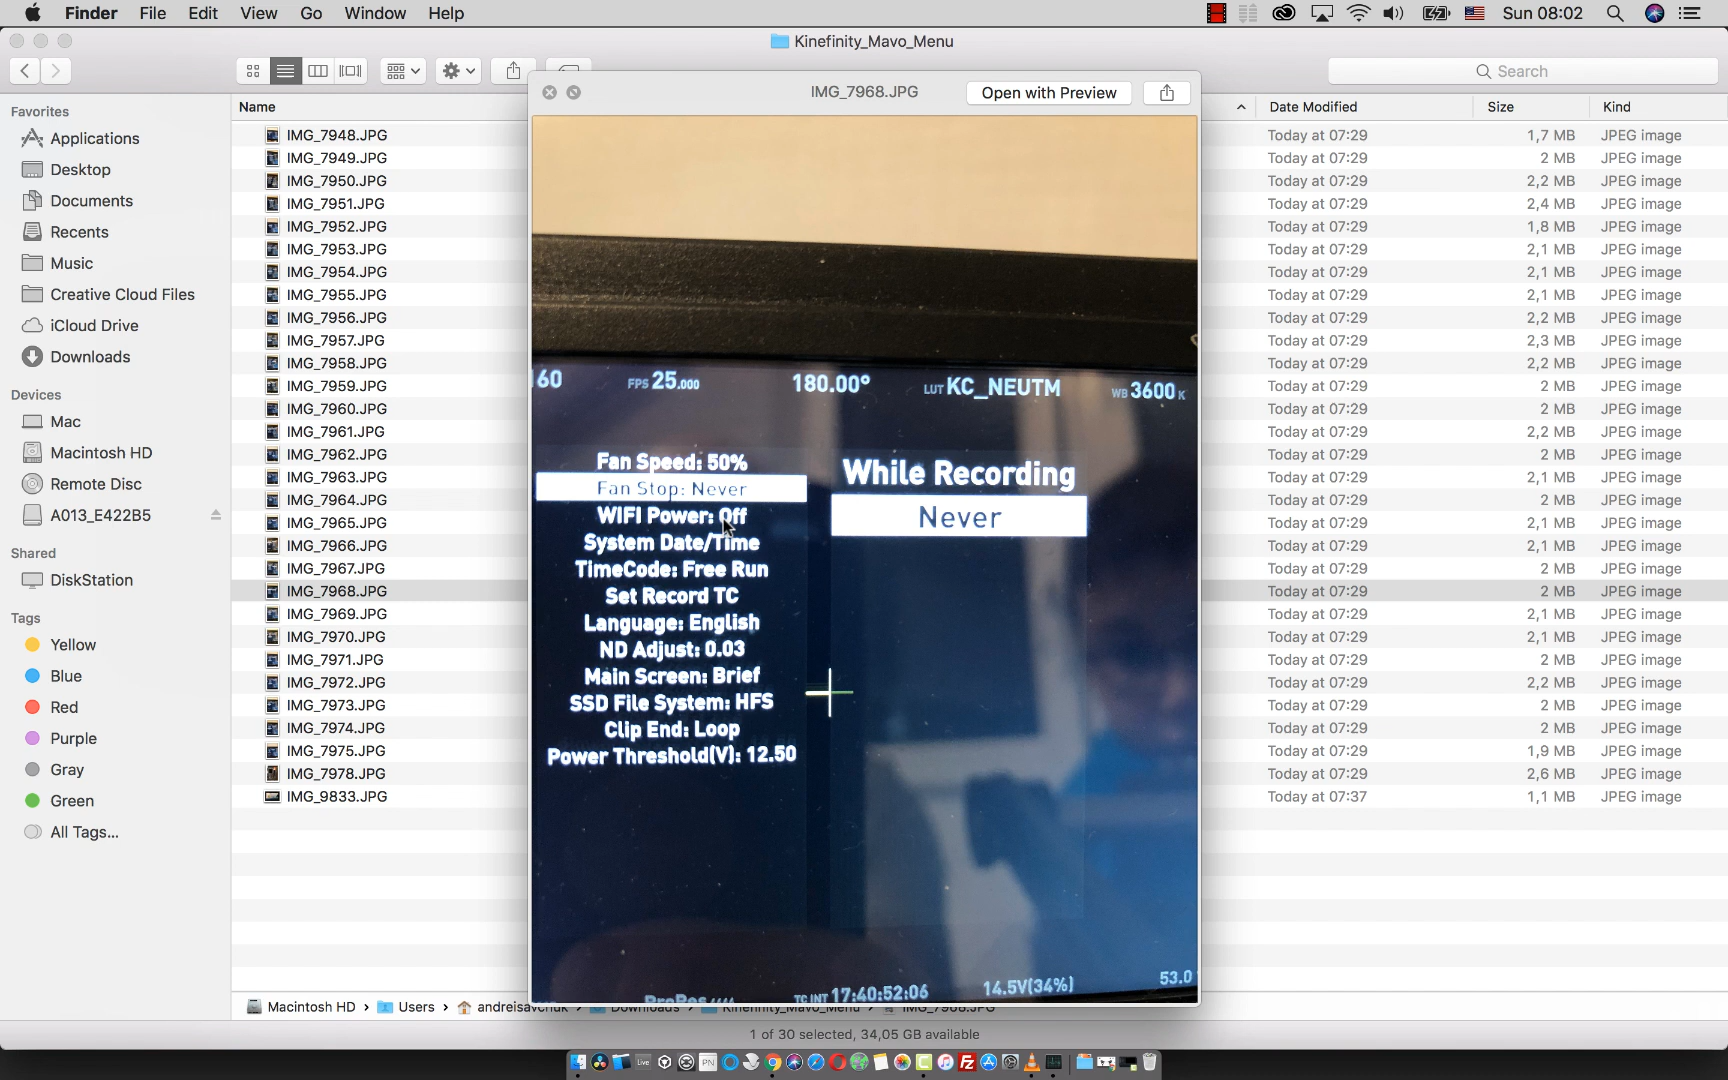 Finder File Edit View Go Window Help
Sun 08:02
Kinefinity_Mavo_Menu
Search
IMG_7968.JPG
Open with Preview
Favorites
Applications
Desktop
Documents
Recents
Music
Creative Cloud Files
iCloud Drive
Downloads
Devices
Mac
Macintosh HD
Remote Disc
A013_E422B5
Shared
DiskStation
Tags
Yellow
Blue
Red
Purple
Gray
Green
All Tags...
Name Date Modified Size Kind
IMG_7948.JPG Today at 07:29 1,7 MB JPEG image
IMG_7949.JPG Today at 07:29 2 MB JPEG image
IMG_7950.JPG Today at 07:29 2,2 MB JPEG image
IMG_7951.JPG Today at 07:29 2,4 MB JPEG image
IMG_7952.JPG Today at 07:29 1,8 MB JPEG image
IMG_7953.JPG Today at 07:29 2,1 MB JPEG image
IMG_7954.JPG Today at 07:29 2,1 MB JPEG image
IMG_7955.JPG Today at 07:29 2,1 MB JPEG image
IMG_7956.JPG Today at 07:29 2,2 MB JPEG image
IMG_7957.JPG Today at 07:29 2,3 MB JPEG image
IMG_7958.JPG Today at 07:29 2,2 MB JPEG image
IMG_7959.JPG Today at 07:29 2 MB JPEG image
IMG_7960.JPG Today at 07:29 2 MB JPEG image
IMG_7961.JPG Today at 07:29 2,2 MB JPEG image
IMG_7962.JPG Today at 07:29 2 MB JPEG image
IMG_7963.JPG Today at 07:29 2,1 MB JPEG image
IMG_7964.JPG Today at 07:29 2 MB JPEG image
IMG_7965.JPG Today at 07:29 2,1 MB JPEG image
IMG_7966.JPG Today at 07:29 2,1 MB JPEG image
IMG_7967.JPG Today at 07:29 2 MB JPEG image
IMG_7968.JPG Today at 07:29 2 MB JPEG image
IMG_7969.JPG Today at 07:29 2,1 MB JPEG image
IMG_7970.JPG Today at 07:29 2,1 MB JPEG image
IMG_7971.JPG Today at 07:29 2 MB JPEG image
IMG_7972.JPG Today at 07:29 2,2 MB JPEG image
IMG_7973.JPG Today at 07:29 2 MB JPEG image
IMG_7974.JPG Today at 07:29 2 MB JPEG image
IMG_7975.JPG Today at 07:29 1,9 MB JPEG image
IMG_7978.JPG Today at 07:29 2,6 MB JPEG image
IMG_9833.JPG Today at 07:37 1,1 MB JPEG image
60 FPS 25.000 180.00° LUT KC_NEUTM WB 3600 K
Fan Speed: 50%
Fan Stop: Never
WIFI Power: Off
System Date/Time
TimeCode: Free Run
Set Record TC
Language: English
ND Adjust: 0.03
Main Screen: Brief
SSD File System: HFS
Clip End: Loop
Power Threshold(V): 12.50
While Recording
Never
TC INT 17:40:52:06 14.5V(34%) 53.0
Macintosh HD › Users › andreisavchuk › Downloads › Kinefinity_Mavo_Menu › IMG_7968.JPG
1 of 30 selected, 34,05 GB available